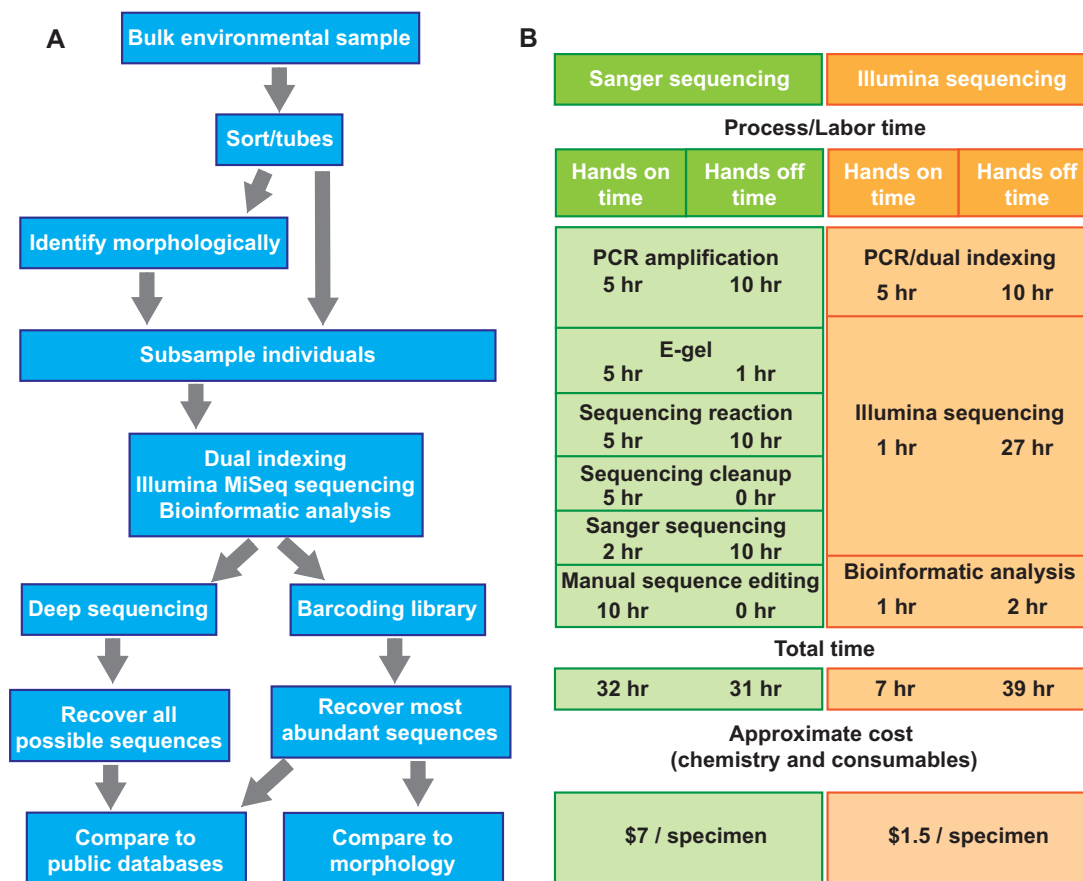 A
Bulk environmental sample
Sort/tubes
Identify morphologically
Subsample individuals
Dual indexing
Illumina MiSeq sequencing
Bioinformatic analysis
Deep sequencing
Barcoding library
Recover all
possible sequences
Recover most
abundant sequences
Compare to
public databases
Compare to
morphology
B
Sanger sequencing
Illumina sequencing
Process/Labor time
Hands on
time
Hands off
time
Hands on
time
Hands off
time
PCR amplification
5 hr 10 hr
E-gel
5 hr 1 hr
Sequencing reaction
5 hr 10 hr
Sequencing cleanup
5 hr 0 hr
Sanger sequencing
2 hr 10 hr
Manual sequence editing
10 hr 0 hr
PCR/dual indexing
5 hr 10 hr
Illumina sequencing
1 hr 27 hr
Bioinformatic analysis
1 hr 2 hr
Total time
32 hr 31 hr 7 hr 39 hr
Approximate cost
(chemistry and consumables)
$7 / specimen
$1.5 / specimen